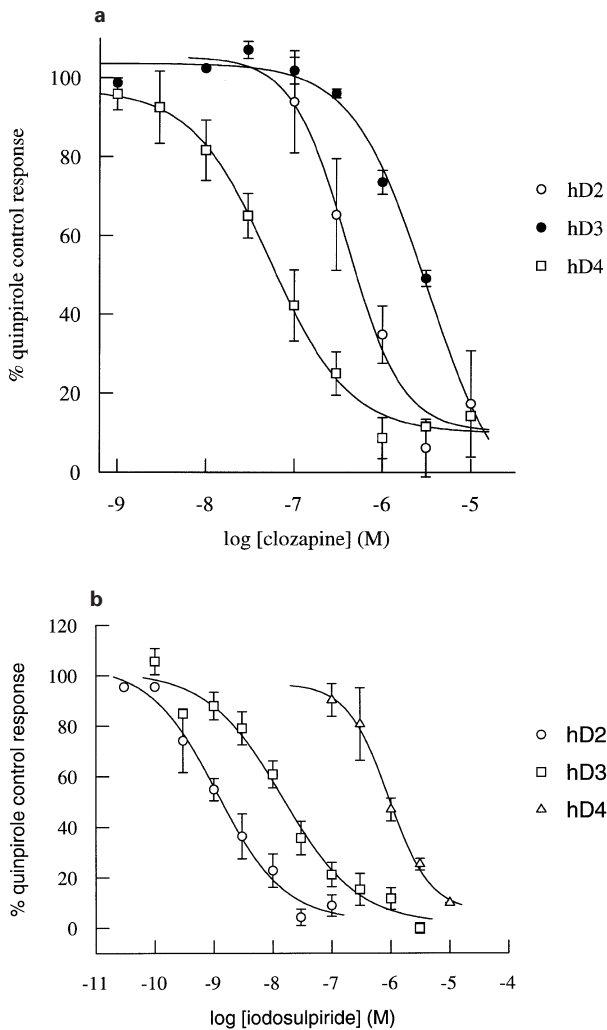 a
100
80
60
40
20
0
% quinpirole control response
-9 -8 -7 -6 -5
log [clozapine] (M)
hD2
hD3
hD4
b
120
100
80
60
40
20
0
% quinpirole control response
-11 -10 -9 -8 -7 -6 -5 -4
log [iodosulpiride] (M)
hD2
hD3
hD4